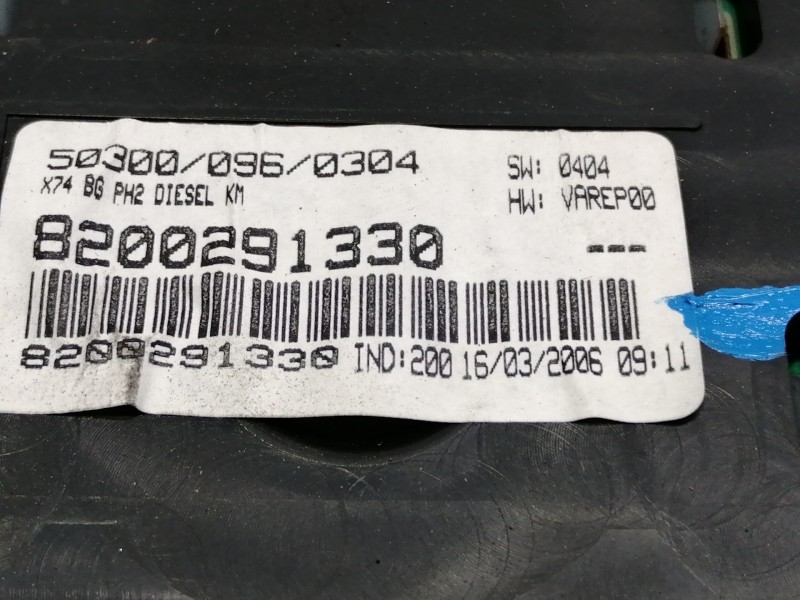 50300/096/0304
SW: 0404
X74 BG PH2 DIESEL KM
HW: VAREP00
8200291330
---
8200291330 IND:200 16/03/2006 09:11